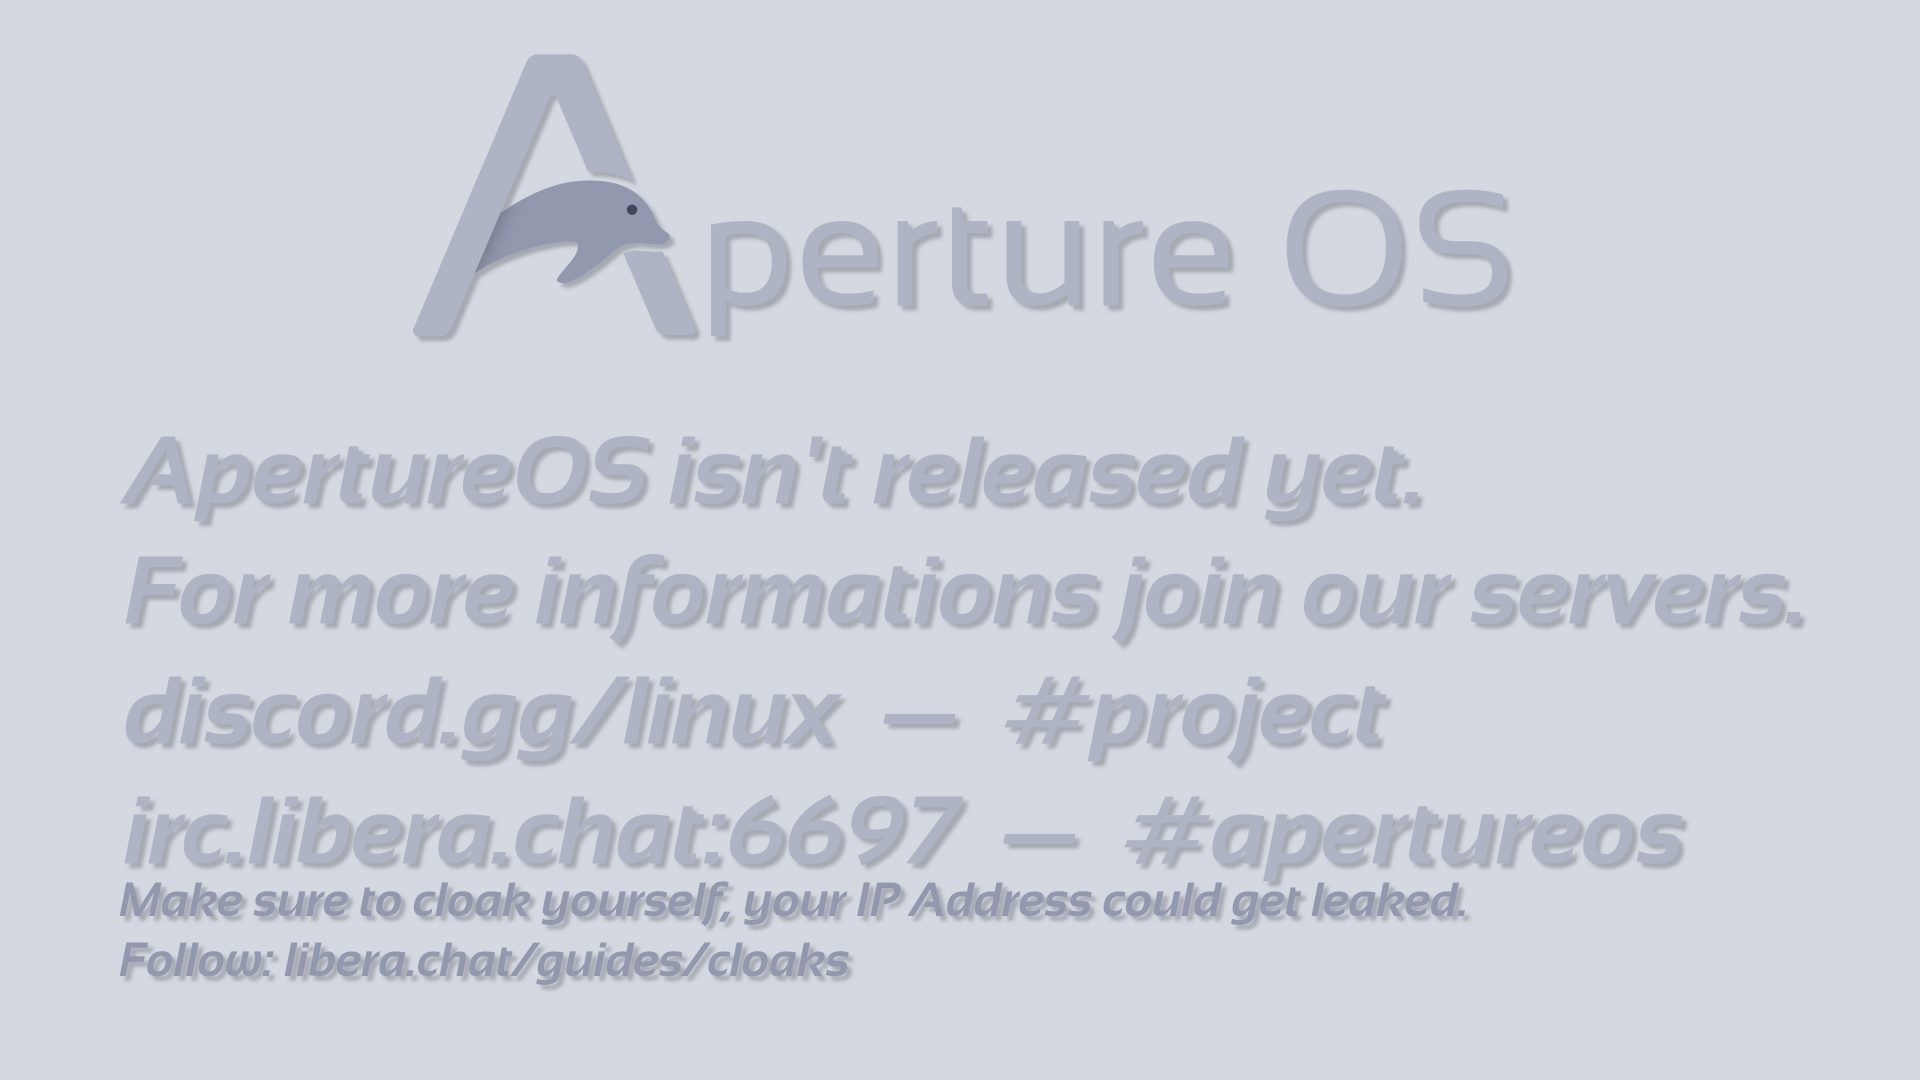 Aperture OS
ApertureOS isn't released yet.
For more informations join our servers.
discord.gg/linux — #project
irc.libera.chat:6697 — #apertureos
Make sure to cloak yourself, your IP Address could get leaked.
Follow: libera.chat/guides/cloaks